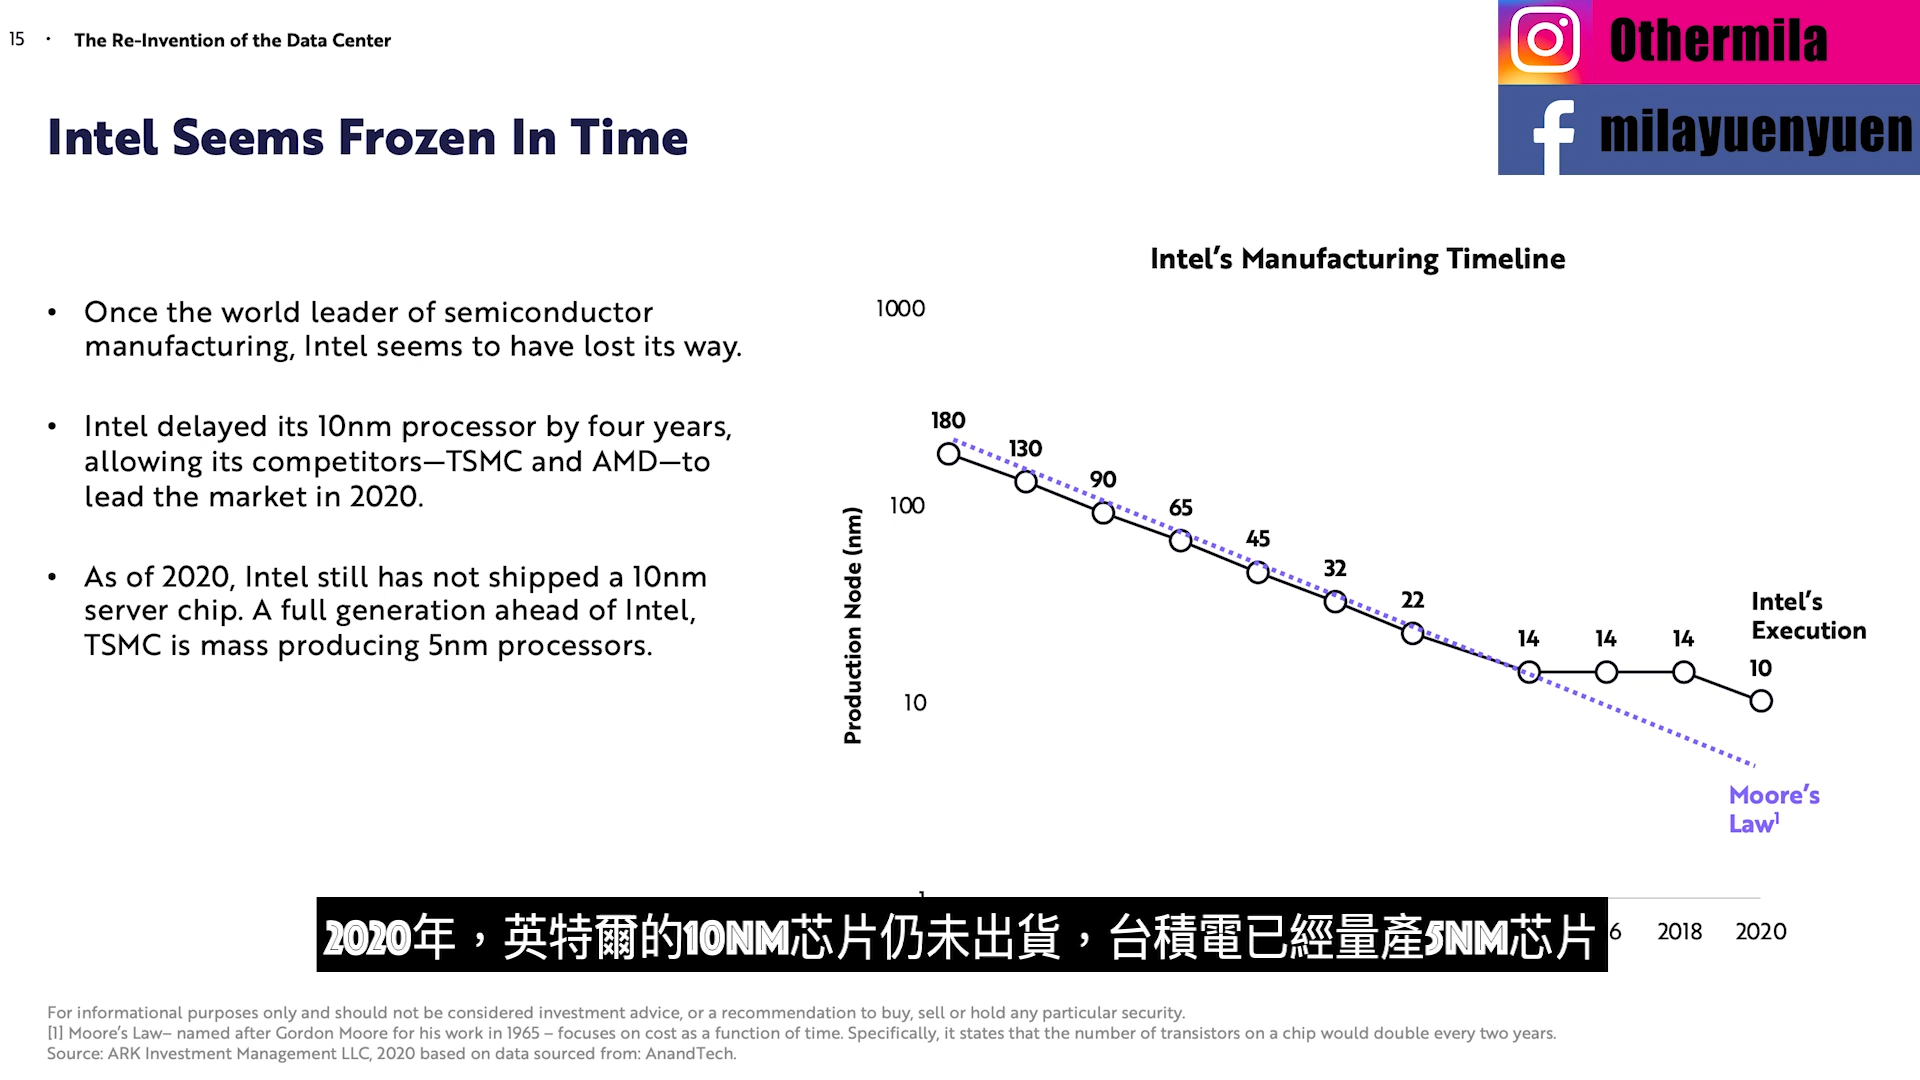 15 • The Re-Invention of the Data Center
Othermila
milayuenyuen
Intel Seems Frozen In Time
• Once the world leader of semiconductor
manufacturing, Intel seems to have lost its way.
• Intel delayed its 10nm processor by four years,
allowing its competitors—TSMC and AMD—to
lead the market in 2020.
• As of 2020, Intel still has not shipped a 10nm
server chip. A full generation ahead of Intel,
TSMC is mass producing 5nm processors.
Intel’s Manufacturing Timeline
Production Node (nm)
1000
100
10
180
130
90
65
45
32
22
14
14
14
10
Intel’s
Execution
Moore’s
Law1
6 2018 2020
2020年，英特爾的10NM芯片仍未出貨，台積電已經量產5NM芯片
For informational purposes only and should not be considered investment advice, or a recommendation to buy, sell or hold any particular security.
[1] Moore’s Law– named after Gordon Moore for his work in 1965 – focuses on cost as a function of time. Specifically, it states that the number of transistors on a chip would double every two years.
Source: ARK Investment Management LLC, 2020 based on data sourced from: AnandTech.